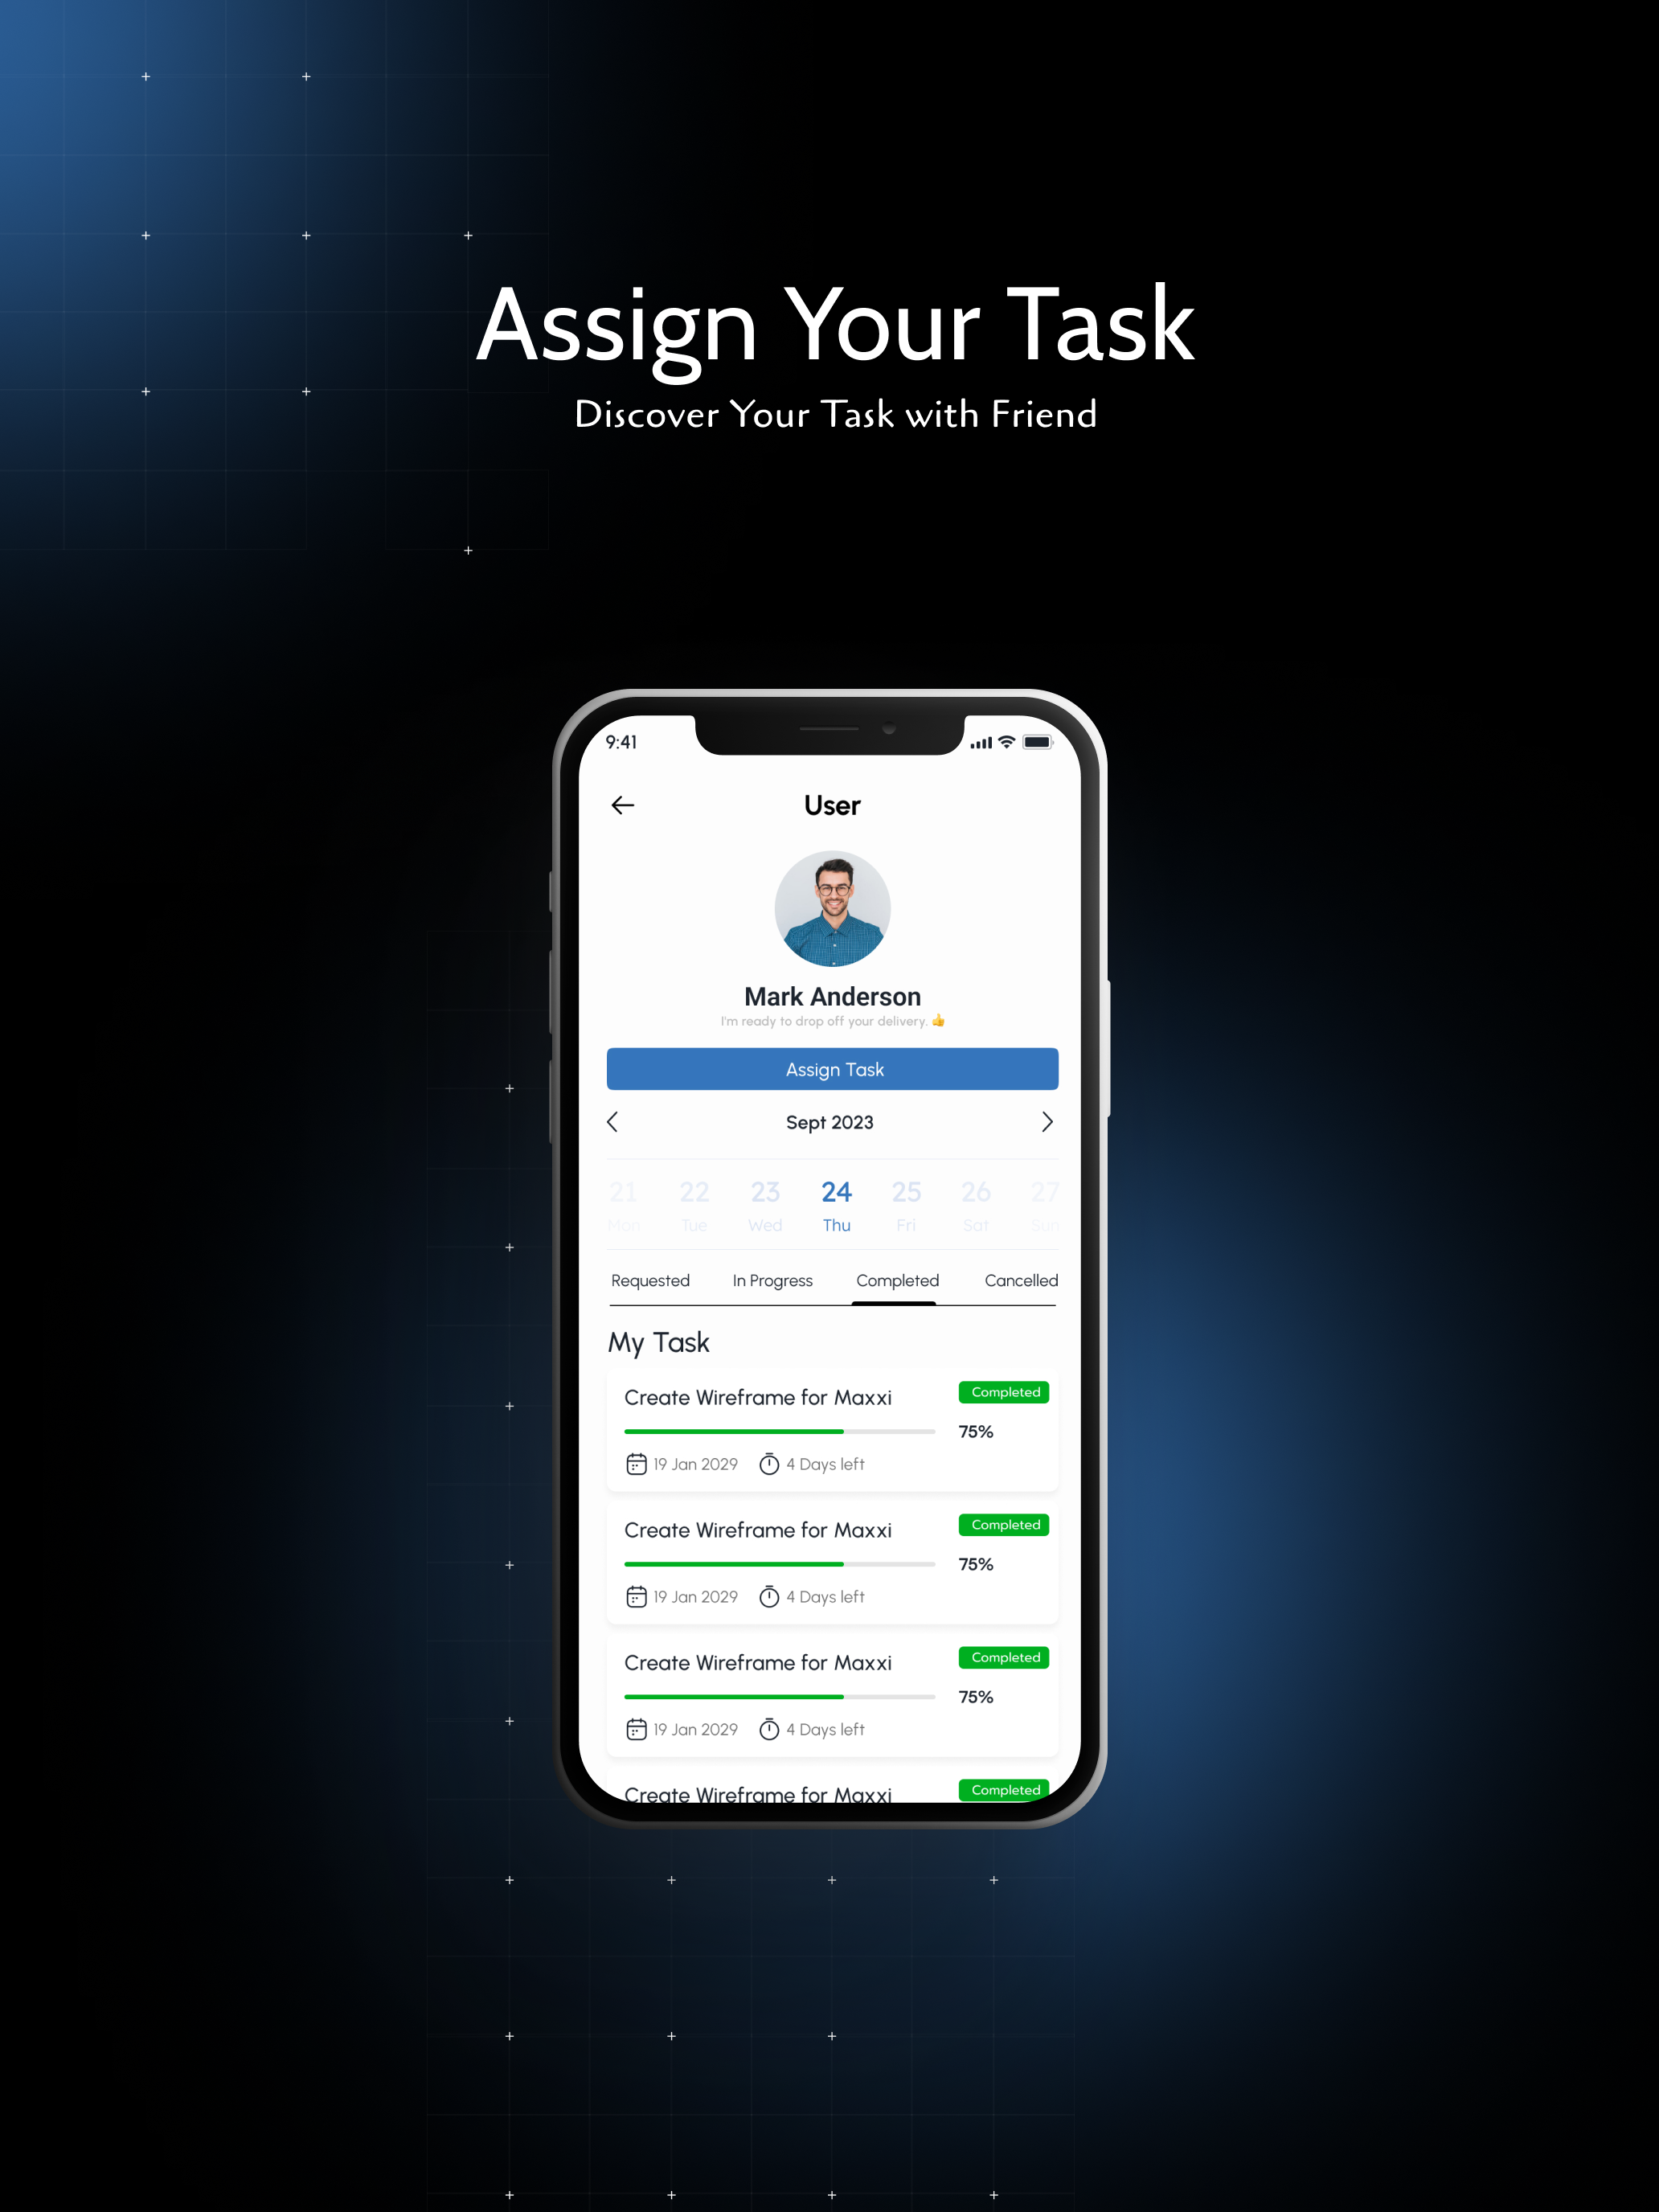 Assign Your Task
Discover Your Task with Friend
9:41
User
Mark Anderson
I'm ready to drop off your delivery. 👍
Assign Task
Sept 2023
21 22 23 24 25 26 27
Mon Tue Wed Thu Fri Sat Sun
Requested In Progress Completed Cancelled
My Task
Create Wireframe for Maxxi Completed
75%
19 Jan 2029 4 Days left
Create Wireframe for Maxxi Completed
75%
19 Jan 2029 4 Days left
Create Wireframe for Maxxi Completed
75%
19 Jan 2029 4 Days left
Create Wireframe for Maxxi Completed